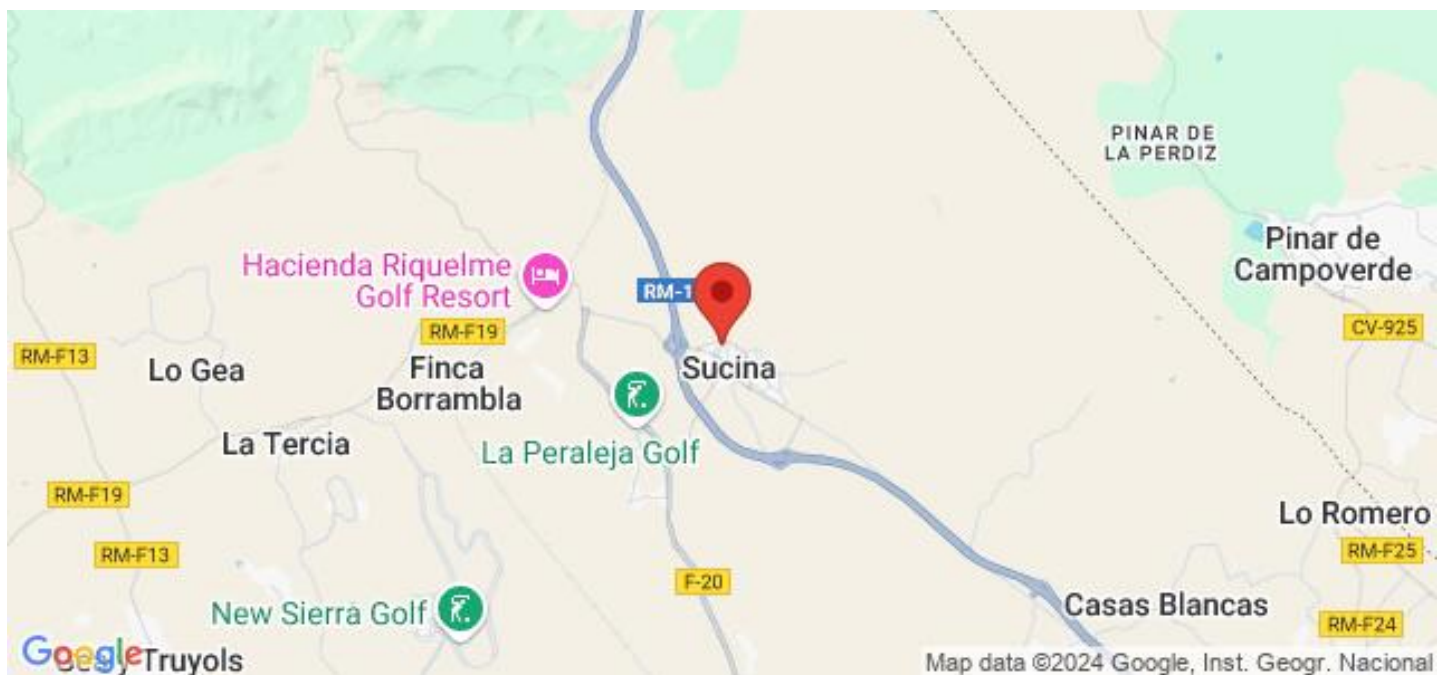 PINAR DE
LA PERDIZ
Pinar de
Campoverde
Hacienda Riquelme
Golf Resort
RM-1
RM-F19
CV-925
RM-F13
Lo Gea
Finca
Borrambla
Sucina
La Tercia
La Peraleja Golf
RM-F19
Lo Romero
RM-F13
RM-F25
F-20
New Sierra Golf
Casas Blancas
RM-F24
Google
Truyols
Map data ©2024 Google, Inst. Geogr. Nacional